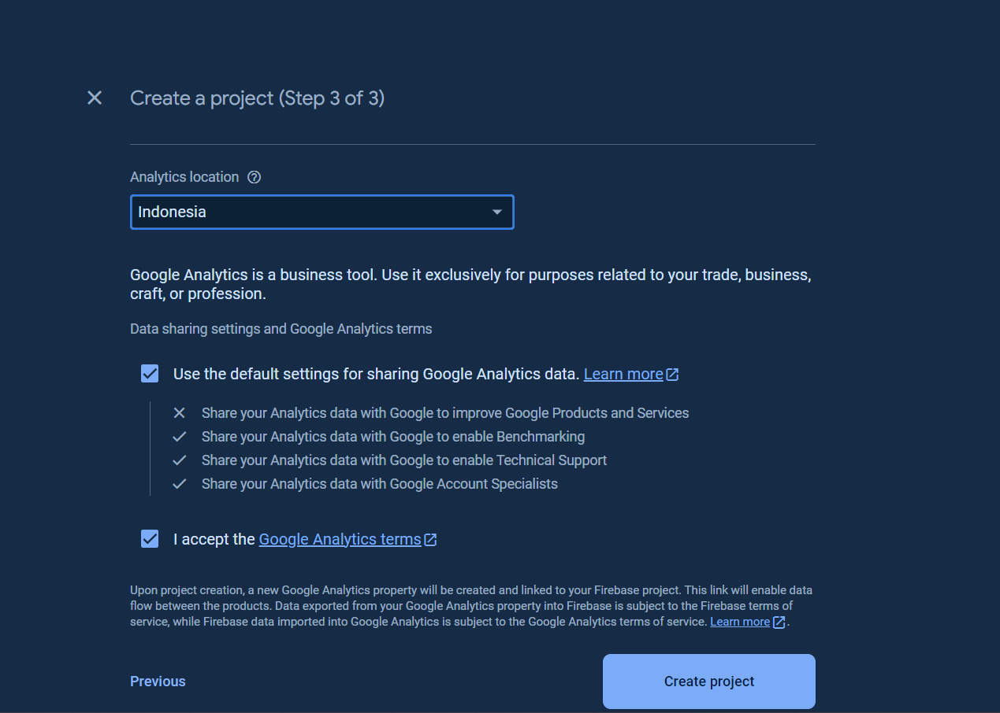 Create a project (Step 3 of 3)
Analytics location
Indonesia
Google Analytics is a business tool. Use it exclusively for purposes related to your trade, business,
craft, or profession.
Data sharing settings and Google Analytics terms
Use the default settings for sharing Google Analytics data. Learn more
Share your Analytics data with Google to improve Google Products and Services
Share your Analytics data with Google to enable Benchmarking
Share your Analytics data with Google to enable Technical Support
Share your Analytics data with Google Account Specialists
I accept the Google Analytics terms
Upon project creation, a new Google Analytics property will be created and linked to your Firebase project. This link will enable data
flow between the products. Data exported from your Google Analytics property into Firebase is subject to the Firebase terms of
service, while Firebase data imported into Google Analytics is subject to the Google Analytics terms of service. Learn more.
Previous
Create project